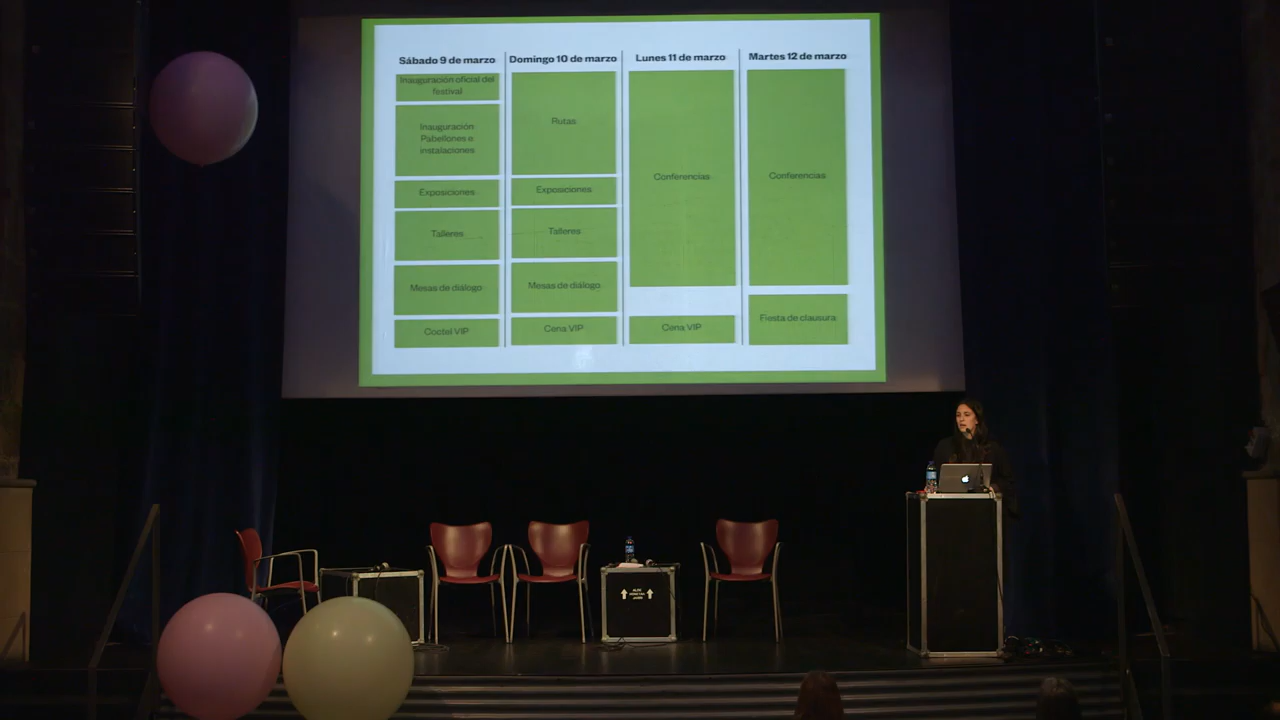 Sábado 9 de marzo
Inauguración oficial del
festival
Inauguración
Pabellones e
instalaciones
Exposiciones
Talleres
Mesas de diálogo
Coctel VIP
Domingo 10 de marzo
Rutas
Exposiciones
Talleres
Mesas de diálogo
Cena VIP
Lunes 11 de marzo
Conferencias
Cena VIP
Martes 12 de marzo
Conferencias
Fiesta de clausura